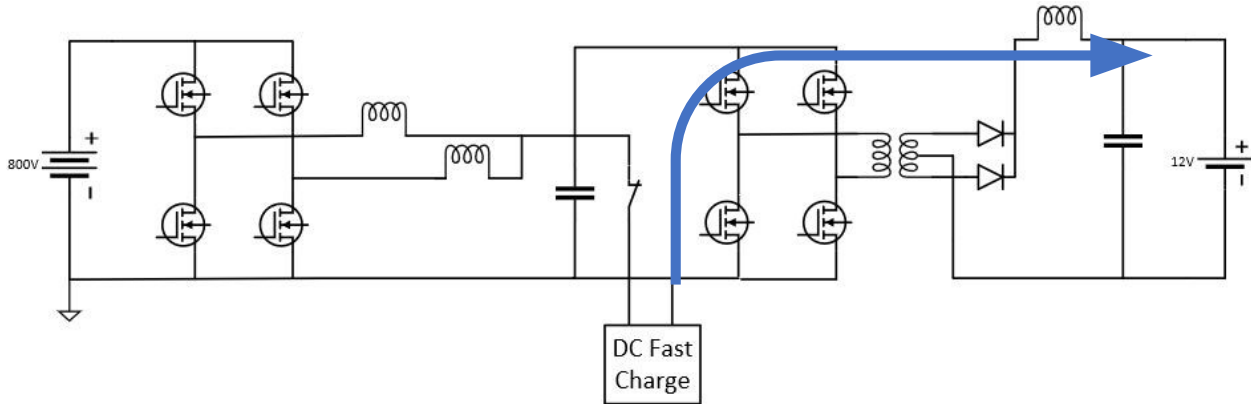 800V
+
-
DC Fast
Charge
12V
+
-